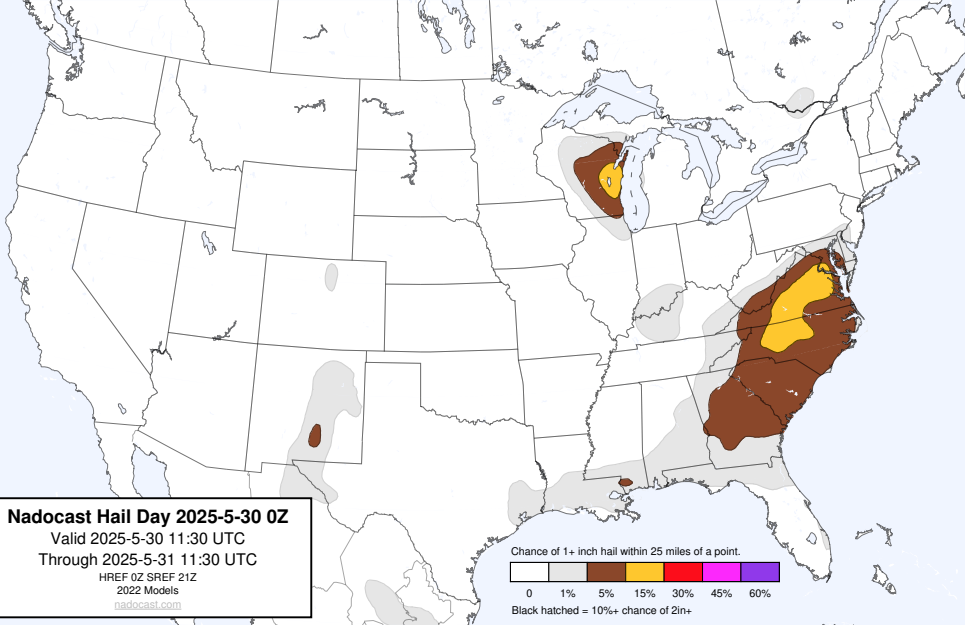 Nadocast Hail Day 2025-5-30 0Z
Valid 2025-5-30 11:30 UTC
Through 2025-5-31 11:30 UTC
HREF 0Z SREF 21Z
2022 Models
nadocast.com
Chance of 1+ inch hail within 25 miles of a point.
0 1% 5% 15% 30% 45% 60%
Black hatched = 10%+ chance of 2in+